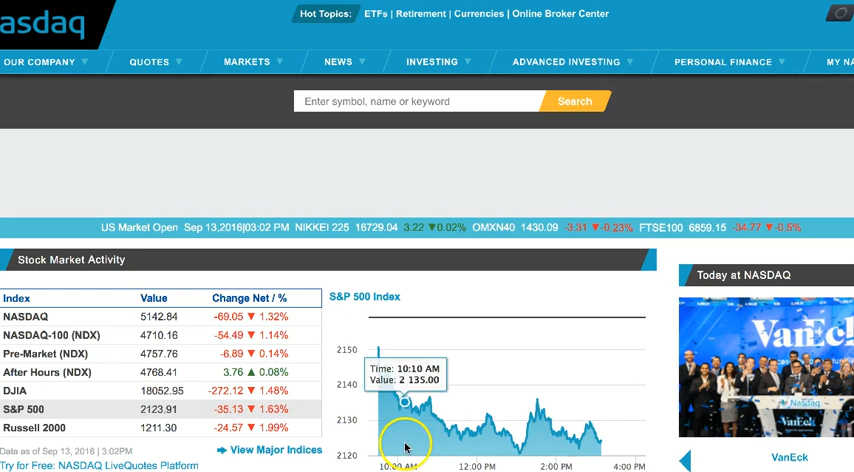 asdaq
Hot Topics: ETFs | Retirement | Currencies | Online Broker Center
OUR COMPANY QUOTES MARKETS NEWS INVESTING ADVANCED INVESTING PERSONAL FINANCE MY NA
Enter symbol, name or keyword Search
US Market Open Sep 13,2016|03:02 PM NIKKEI 225 16729.04 3.22 ▼0.02% OMXN40 1430.09 -3.31 ▼-0.23% FTSE100 6859.15 -34.77 ▼-0.5%
Stock Market Activity
Index Value Change Net / %
NASDAQ 5142.84 -69.05 ▼ 1.32%
NASDAQ-100 (NDX) 4710.16 -54.49 ▼ 1.14%
Pre-Market (NDX) 4757.76 -6.89 ▼ 0.14%
After Hours (NDX) 4768.41 3.76 ▲ 0.08%
DJIA 18052.95 -272.12 ▼ 1.48%
S&P 500 2123.91 -35.13 ▼ 1.63%
Russell 2000 1211.30 -24.57 ▼ 1.99%
Data as of Sep 13, 2016 | 3:02PM
View Major Indices
Try for Free: NASDAQ LiveQuotes Platform
S&P 500 Index
2150
2140
2130
2120
Time: 10:10 AM
Value: 2 135.00
10:00 AM 12:00 PM 2:00 PM 4:00 PM
Today at NASDAQ
VanEck
Nasdaq
VanEck
VanEck